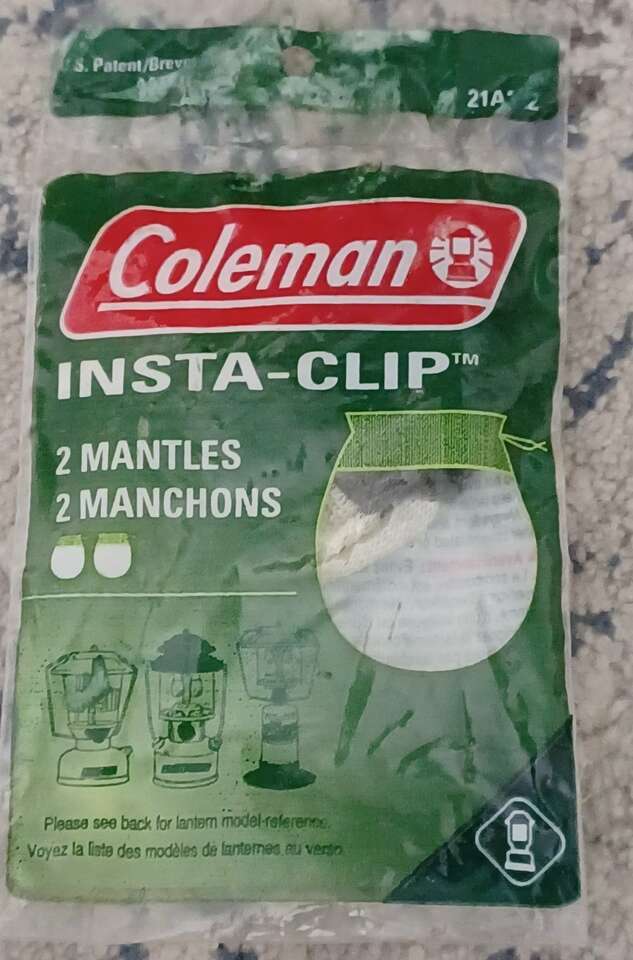 S. Patent/Brev
21A
Coleman
INSTA-CLIP™
2 MANTLES
2 MANCHONS
Please see back for lantern model reference.
Voyez la liste des modèles de lanternes au verso.